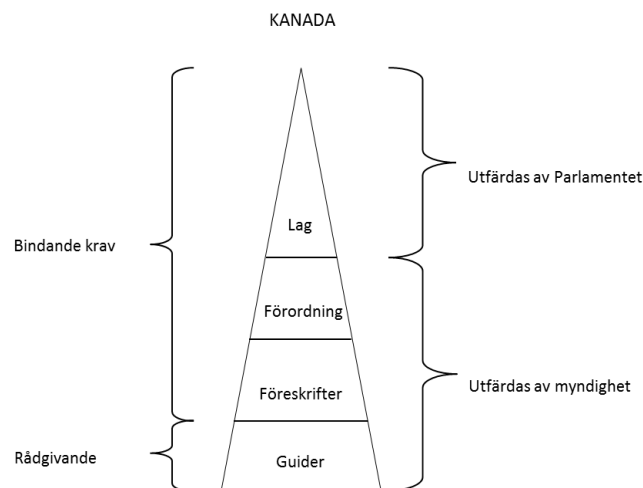 KANADA
Utfärdas av Parlamentet
Lag
Bindande krav
Förordning
Föreskrifter
Utfärdas av myndighet
Rådgivande
Guider